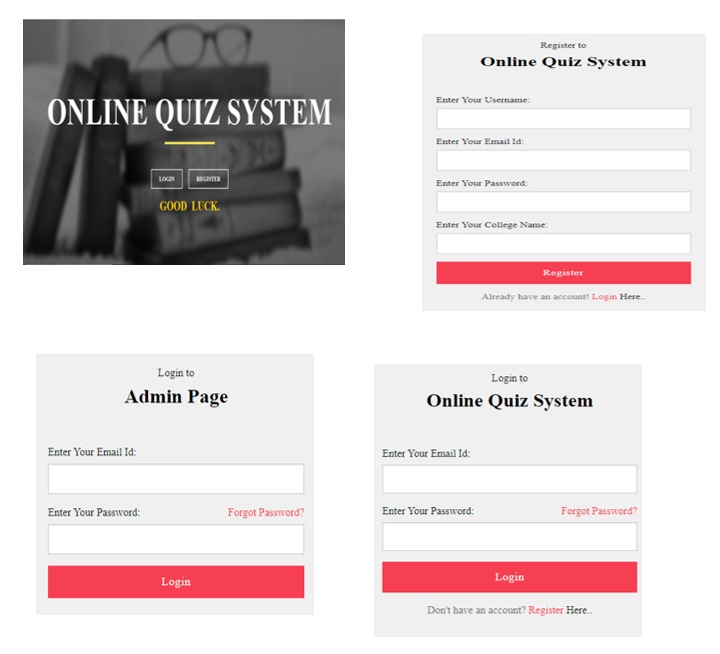 ONLINE QUIZ SYSTEM
LOGIN REGISTER
GOOD LUCK.
Register to
Online Quiz System
Enter Your Username:
Enter Your Email Id:
Enter Your Password:
Enter Your College Name:
Register
Already have an account! Login Here..
Login to
Admin Page
Enter Your Email Id:
Enter Your Password: Forgot Password?
Login
Login to
Online Quiz System
Enter Your Email Id:
Enter Your Password: Forgot Password?
Login
Don't have an account? Register Here..